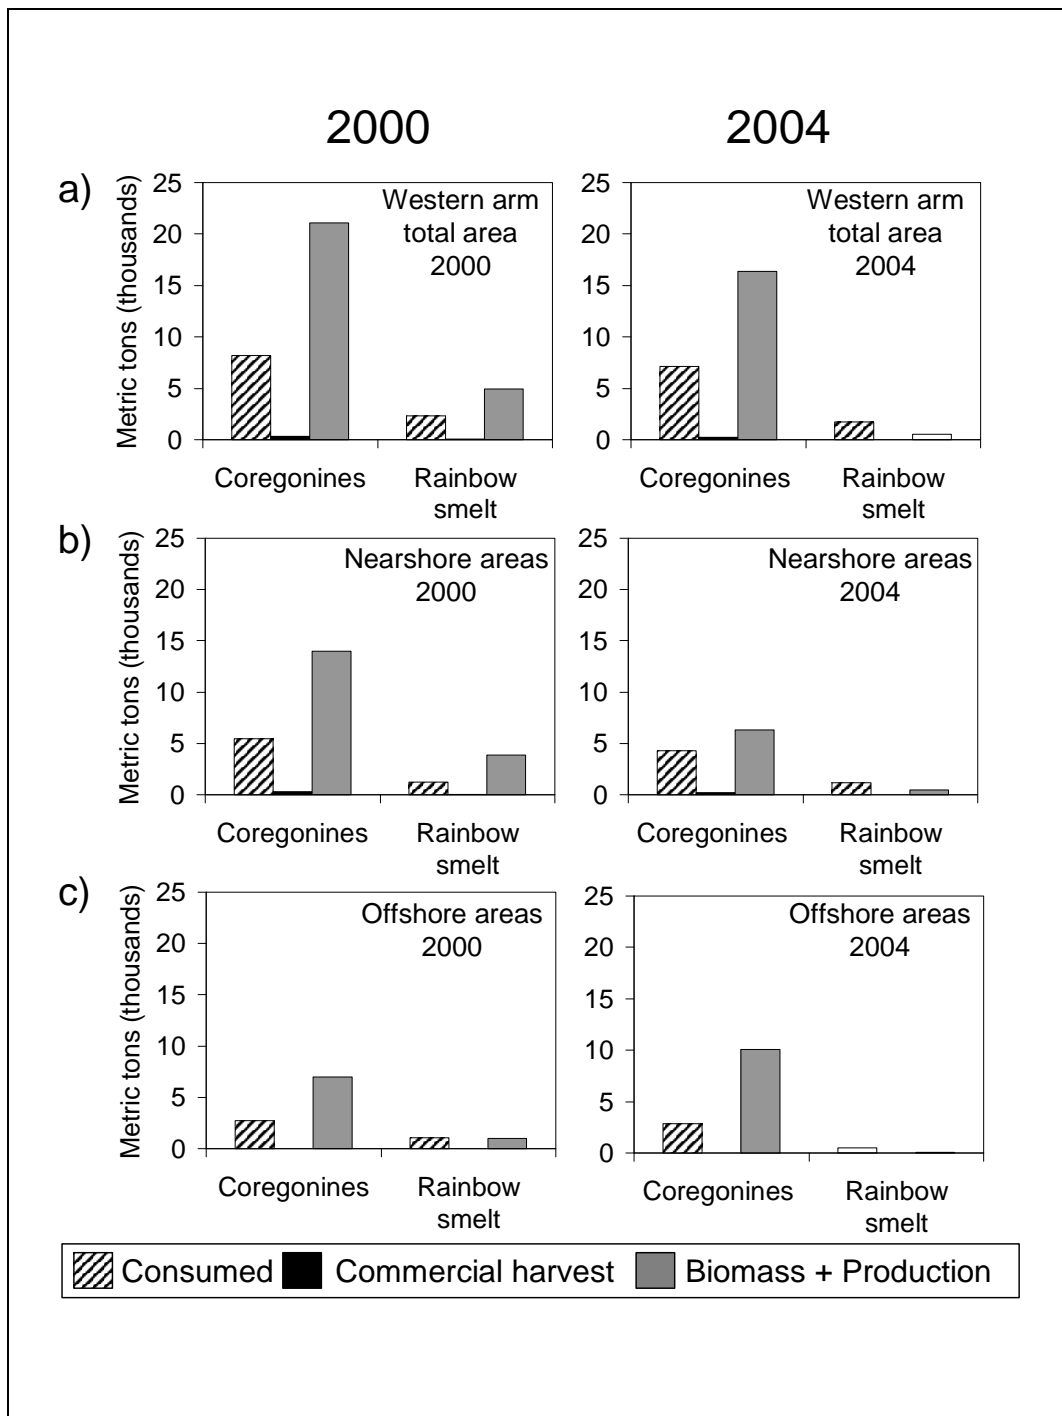 2000 2004
a)
Metric tons (thousands)
25
20
15
10
5
0
Western arm
total area
2000
Coregonines Rainbow
smelt
25
20
15
10
5
0
Western arm
total area
2004
Coregonines Rainbow
smelt
b)
Metric tons (thousands)
25
20
15
10
5
0
Nearshore areas
2000
Coregonines Rainbow
smelt
25
20
15
10
5
0
Nearshore areas
2004
Coregonines Rainbow
smelt
c)
Metric tons (thousands)
25
20
15
10
5
0
Offshore areas
2000
Coregonines Rainbow
smelt
25
20
15
10
5
0
Offshore areas
2004
Coregonines Rainbow
smelt
Consumed Commercial harvest Biomass + Production